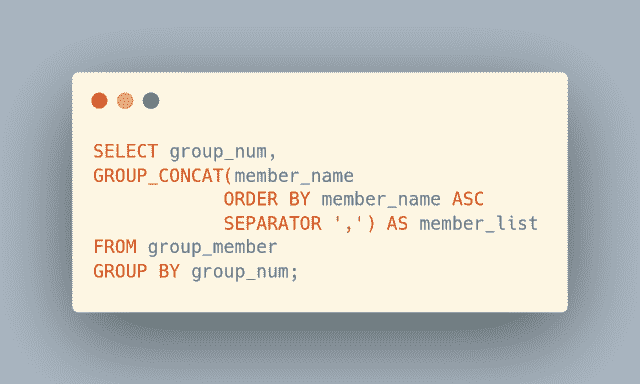 SELECT group_num,
GROUP_CONCAT(member_name
ORDER BY member_name ASC
SEPARATOR ',') AS member_list
FROM group_member
GROUP BY group_num;